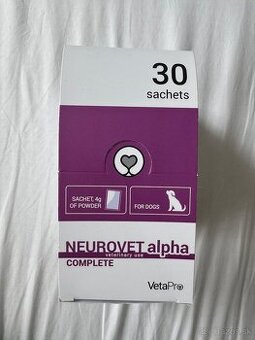 30
sachets
SACHET, 4g
OF POWDER
FOR DOGS
NEUROVET alpha
veterinary use
COMPLETE
VetaPro